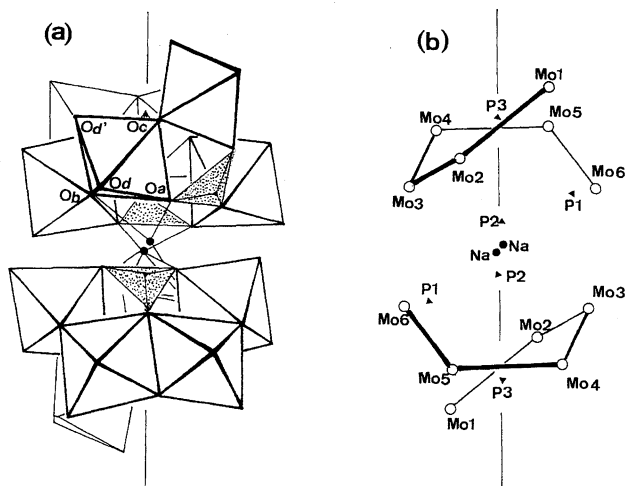 (a)
Od'
Oc
Od
Oa
Ob
(b)
Mo1
P3
Mo4
Mo5
Mo2
Mo6
Mo3
P1
P2
Na
Na
P2
P1
Mo3
Mo6
Mo2
Mo5
Mo4
P3
Mo1